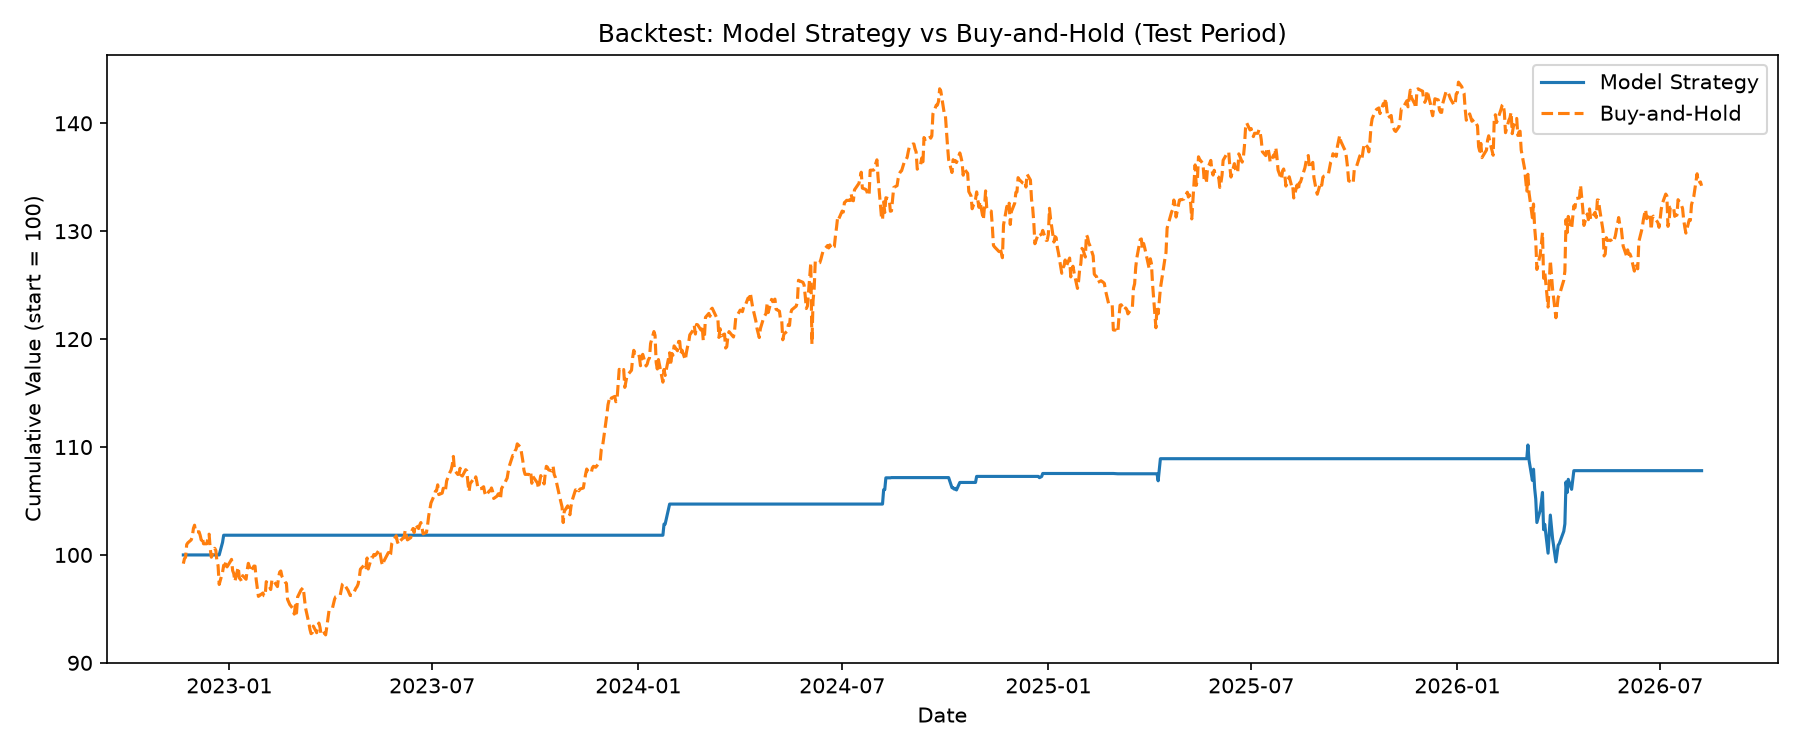 Backtest: Model Strategy vs Buy-and-Hold (Test Period)
Model Strategy
Buy-and-Hold
Cumulative Value (start = 100)
140
130
120
110
100
90
2023-01
2023-07
2024-01
2024-07
2025-01
2025-07
2026-01
2026-07
Date